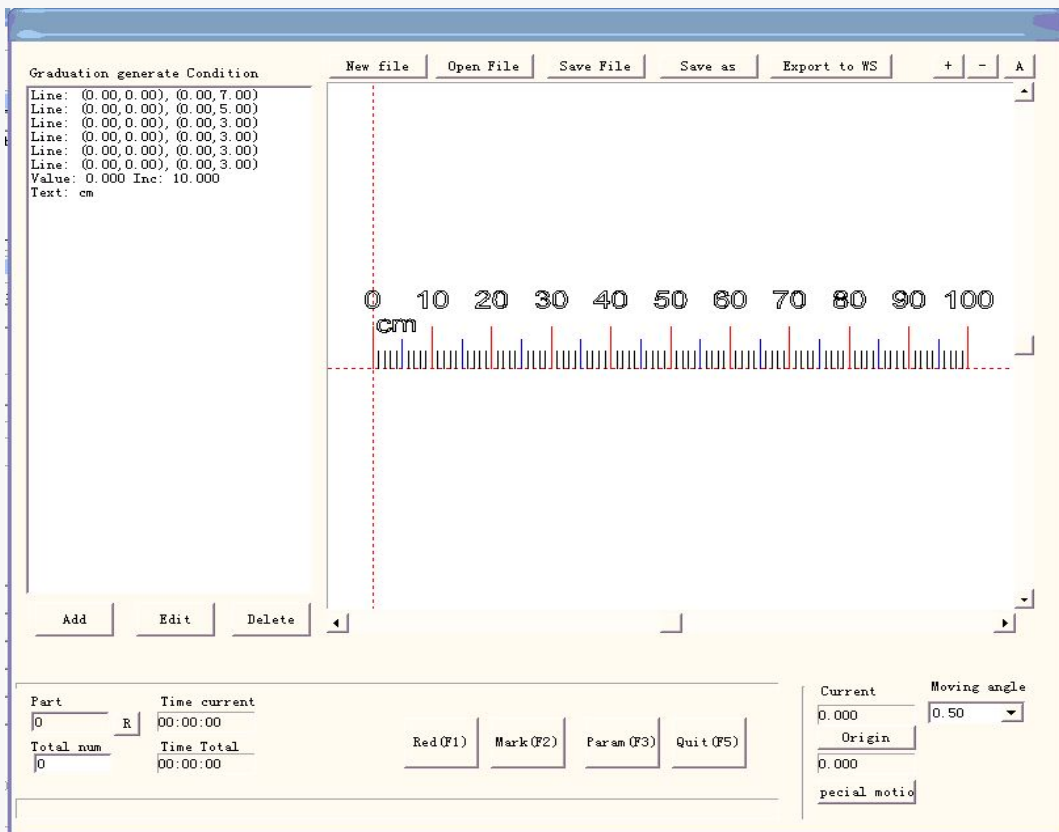 New file Open File Save File Save as Export to WS + - A
Graduation generate Condition
Line: (0.00,0.00), (0.00,7.00)
Line: (0.00,0.00), (0.00,5.00)
Line: (0.00,0.00), (0.00,3.00)
Line: (0.00,0.00), (0.00,3.00)
Line: (0.00,0.00), (0.00,3.00)
Line: (0.00,0.00), (0.00,3.00)
Value: 0.000 Inc: 10.000
Text: cm
0 10 20 30 40 50 60 70 80 90 100
cm
Add Edit Delete
Part Time current
0 R 00:00:00
Total num Time Total
0 00:00:00
Red(F1) Mark(F2) Param(F3) Quit(F5)
Current Moving angle
0.000 0.50
Origin
0.000
pecial motio